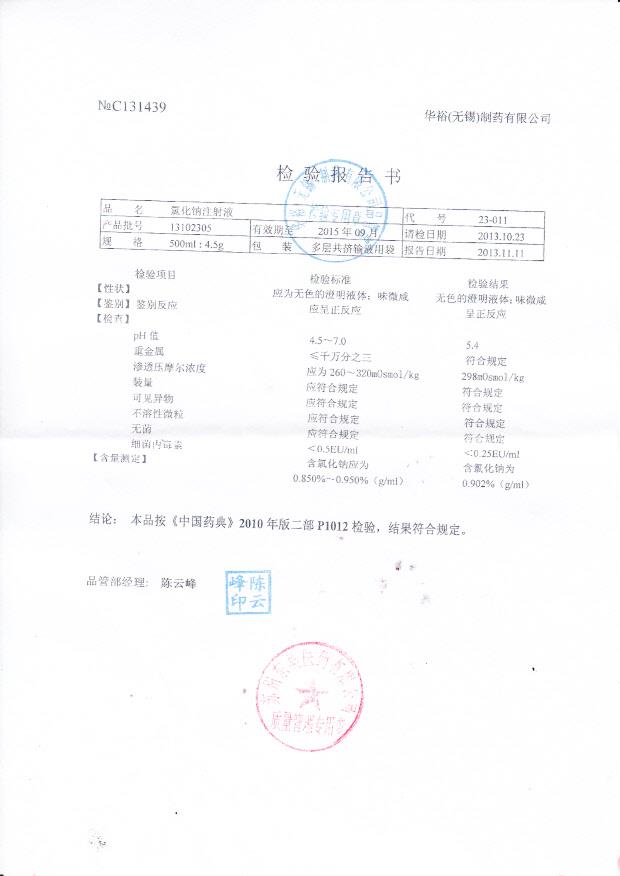 №C131439
华裕(无锡)制药有限公司
检验报告书
品 名 氯化钠注射液 代 号 23-011
产品批号 13102305 有效期至 2015年09月 请检日期 2013.10.23
规 格 500ml：4.5g 包 装 多层共挤输液用袋 报告日期 2013.11.11
检验项目 检验标准 检验结果
【性状】 应为无色的澄明液体；味微咸 无色的澄明液体；味微咸
【鉴别】鉴别反应 应呈正反应 呈正反应
【检查】
pH值 4.5～7.0 5.4
重金属 ≤千万分之三 符合规定
渗透压摩尔浓度 应为260～320mOsmol/kg 298mOsmol/kg
装量 应符合规定 符合规定
可见异物 应符合规定 符合规定
不溶性微粒 应符合规定 符合规定
无菌 应符合规定 符合规定
细菌内毒素 <0.5EU/ml <0.25EU/ml
【含量测定】 含氯化钠应为 含氯化钠为
0.850%～0.950%（g/ml） 0.902%（g/ml）
结论： 本品按《中国药典》2010年版二部P1012检验，结果符合规定。
品管部经理: 陈云峰
陈云峰印
质量管理专用章